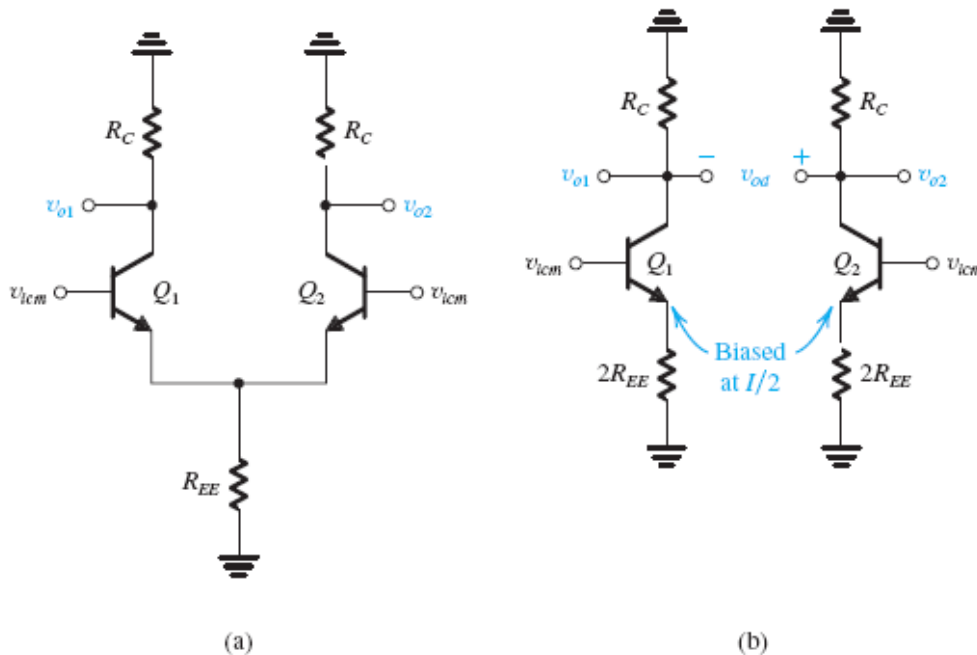 R_C
R_C
v_o1
v_o2
v_icm
Q_1
Q_2
v_icm
R_EE
(a)
R_C
R_C
v_o1
−
v_od
+
v_o2
v_icm
Q_1
Q_2
v_icm
Biased
at I/2
2R_EE
2R_EE
(b)